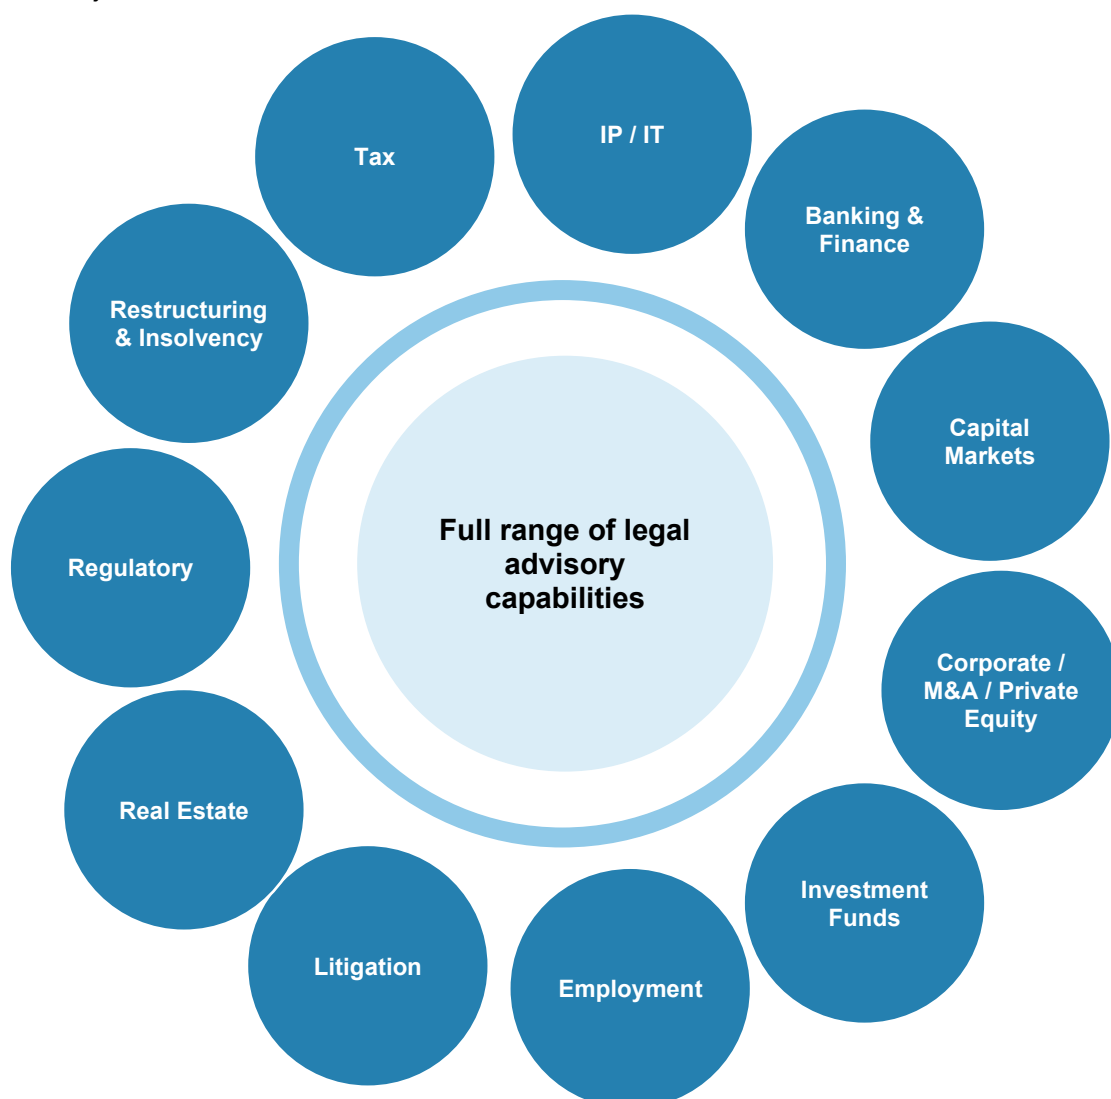 Tax
IP / IT
Banking &
Finance
Restructuring
& Insolvency
Capital
Markets
Full range of legal
advisory
capabilities
Regulatory
Corporate /
M&A / Private
Equity
Real Estate
Investment
Funds
Litigation
Employment